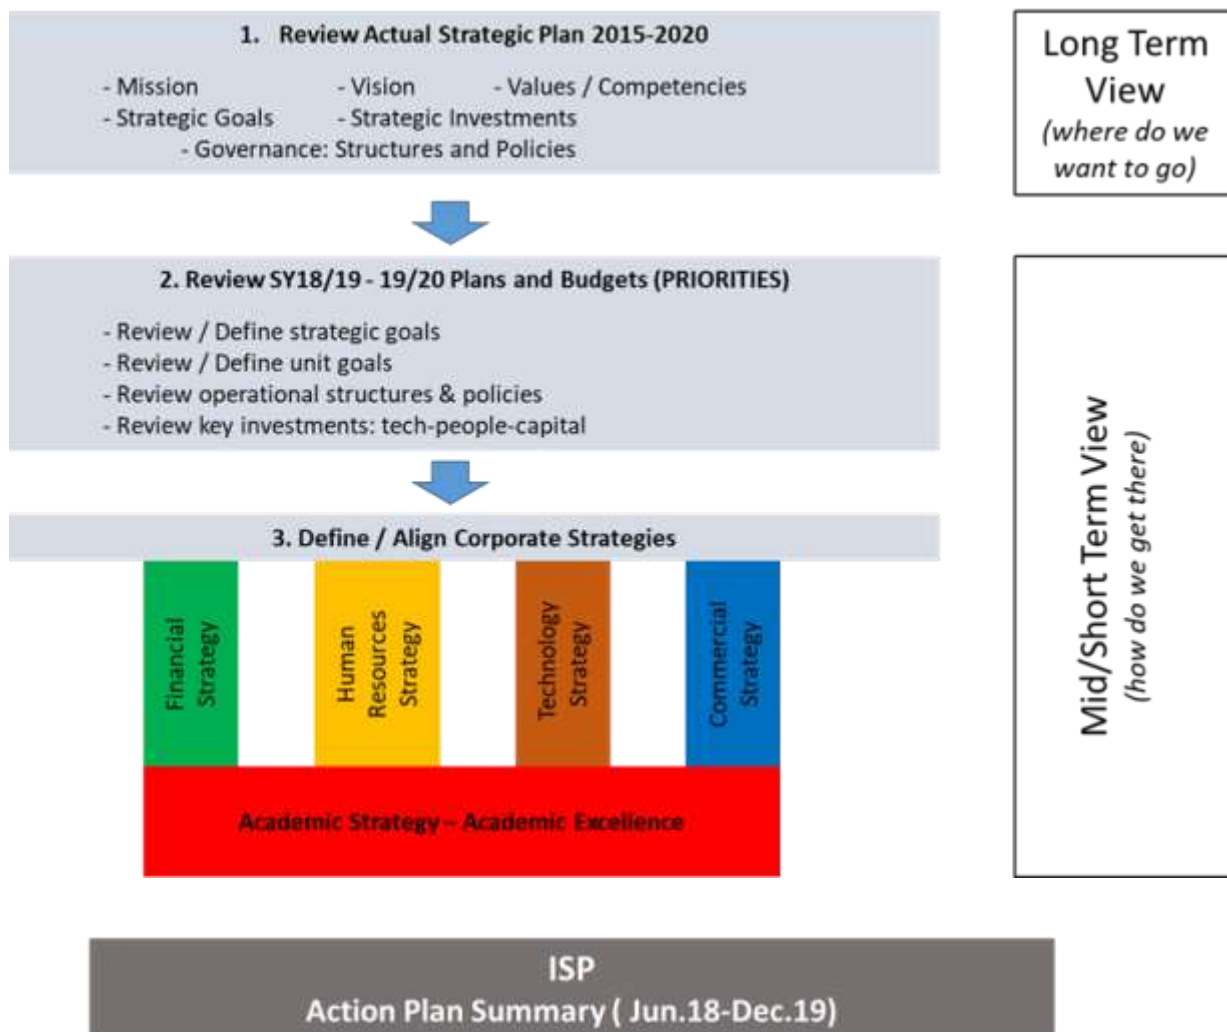 1. Review Actual Strategic Plan 2015-2020
- Mission - Vision - Values / Competencies
- Strategic Goals - Strategic Investments
- Governance: Structures and Policies
Long Term
View
(where do we
want to go)
2. Review SY18/19 - 19/20 Plans and Budgets (PRIORITIES)
- Review / Define strategic goals
- Review / Define unit goals
- Review operational structures & policies
- Review key investments: tech-people-capital
Mid/Short Term View
(how do we get there)
3. Define / Align Corporate Strategies
Financial
Strategy
Human
Resources
Strategy
Technology
Strategy
Commercial
Strategy
Academic Strategy – Academic Excellence
ISP
Action Plan Summary ( Jun.18-Dec.19)